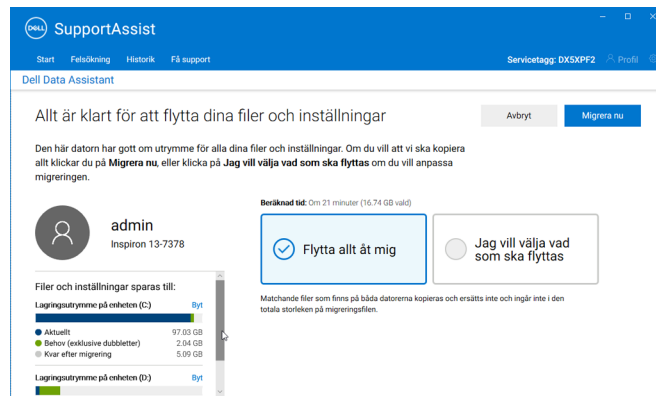 DELL SupportAssist
Start Felsökning Historik Få support Servicetagg: DX5XPF2 Profil
Dell Data Assistant
Allt är klart för att flytta dina filer och inställningar
Avbryt Migrera nu
Den här datorn har gott om utrymme för alla dina filer och inställningar. Om du vill att vi ska kopiera
allt klickar du på Migrera nu, eller klicka på Jag vill välja vad som ska flyttas om du vill anpassa
migreringen.
admin
Inspiron 13-7378
Filer och inställningar sparas till:
Lagringsutrymme på enheten (C:) Byt
Aktuellt 97.03 GB
Behov (exklusive dubbletter) 2.04 GB
Kvar efter migrering 5.09 GB
Lagringsutrymme på enheten (D:) Byt
Beräknad tid: Om 21 minuter (16.74 GB vald)
Flytta allt åt mig
Jag vill välja vad
som ska flyttas
Matchande filer som finns på båda datorerna kopieras och ersätts inte och ingår inte i den
totala storleken på migreringsfilen.